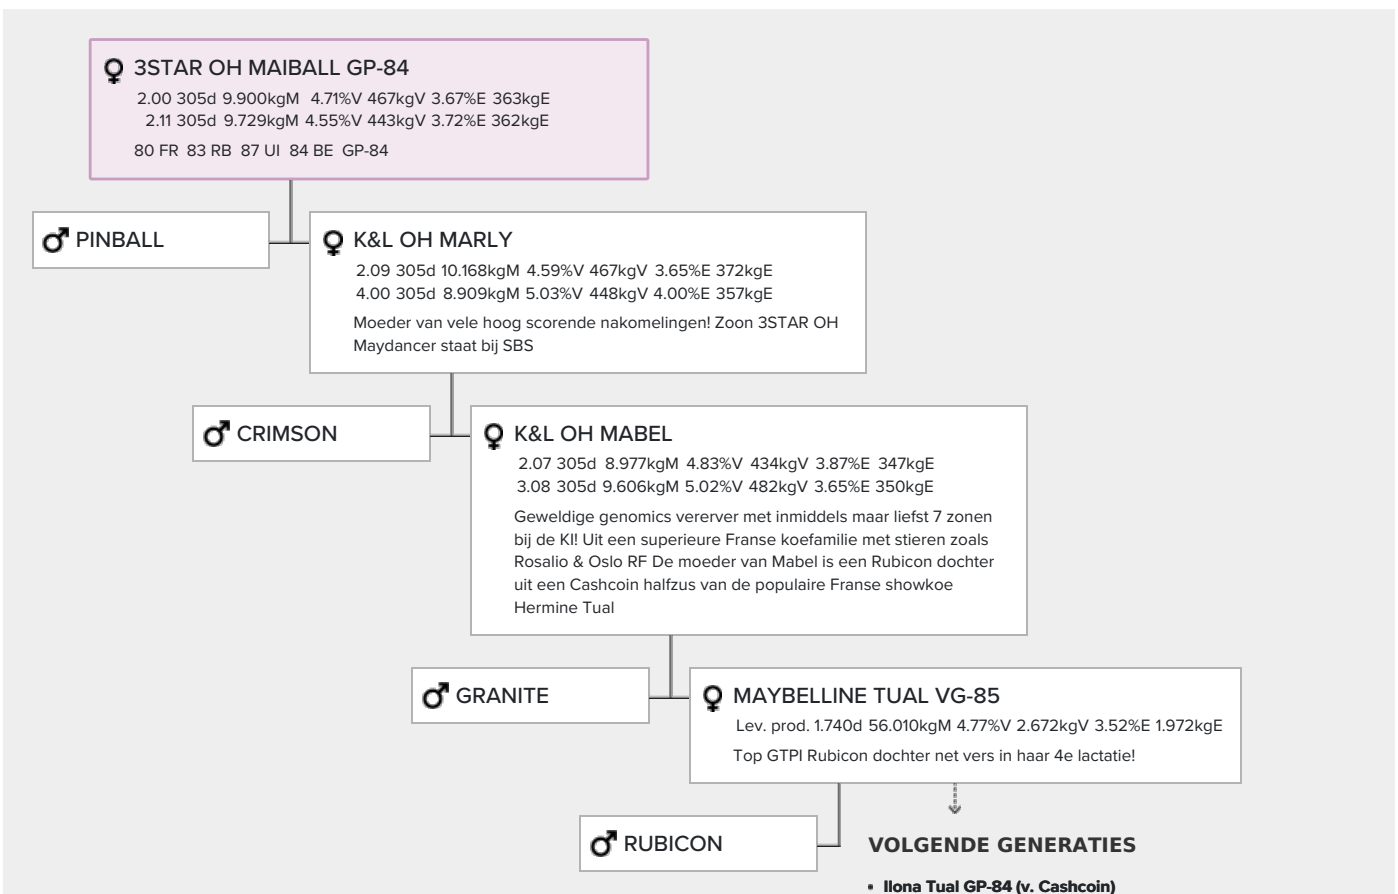 3STAR OH MAIBALL GP-84
2.00 305d 9.900kgM 4.71%V 467kgV 3.67%E 363kgE
2.11 305d 9.729kgM 4.55%V 443kgV 3.72%E 362kgE
80 FR 83 RB 87 UI 84 BE GP-84
PINBALL
K&L OH MARLY
2.09 305d 10.168kgM 4.59%V 467kgV 3.65%E 372kgE
4.00 305d 8.909kgM 5.03%V 448kgV 4.00%E 357kgE
Moeder van vele hoog scorende nakomelingen! Zoon 3STAR OH
Maydancer staat bij SBS
CRIMSON
K&L OH MABEL
2.07 305d 8.977kgM 4.83%V 434kgV 3.87%E 347kgE
3.08 305d 9.606kgM 5.02%V 482kgV 3.65%E 350kgE
Geweldige genomics vererver met inmiddels maar liefst 7 zonen
bij de KI! Uit een superieure Franse koefamilie met stieren zoals
Rosalio & Oslo RF De moeder van Mabel is een Rubicon dochter
uit een Cashcoin halfzus van de populaire Franse showkoe
Hermine Tual
GRANITE
MAYBELLINE TUAL VG-85
Lev. prod. 1.740d 56.010kgM 4.77%V 2.672kgV 3.52%E 1.972kgE
Top GTPI Rubicon dochter net vers in haar 4e lactatie!
RUBICON
VOLGENDE GENERATIES
• Ilona Tual GP-84 (v. Cashcoin)